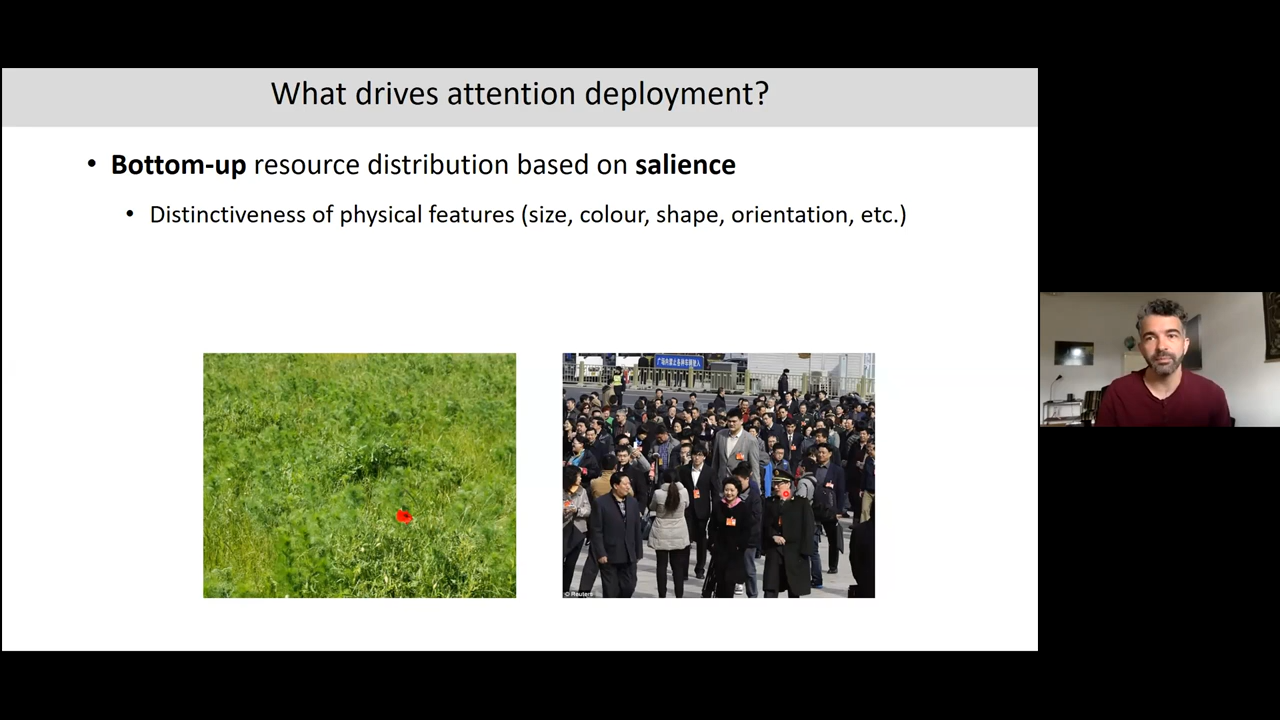 What drives attention deployment?
• Bottom-up resource distribution based on salience
• Distinctiveness of physical features (size, colour, shape, orientation, etc.)
© Reuters